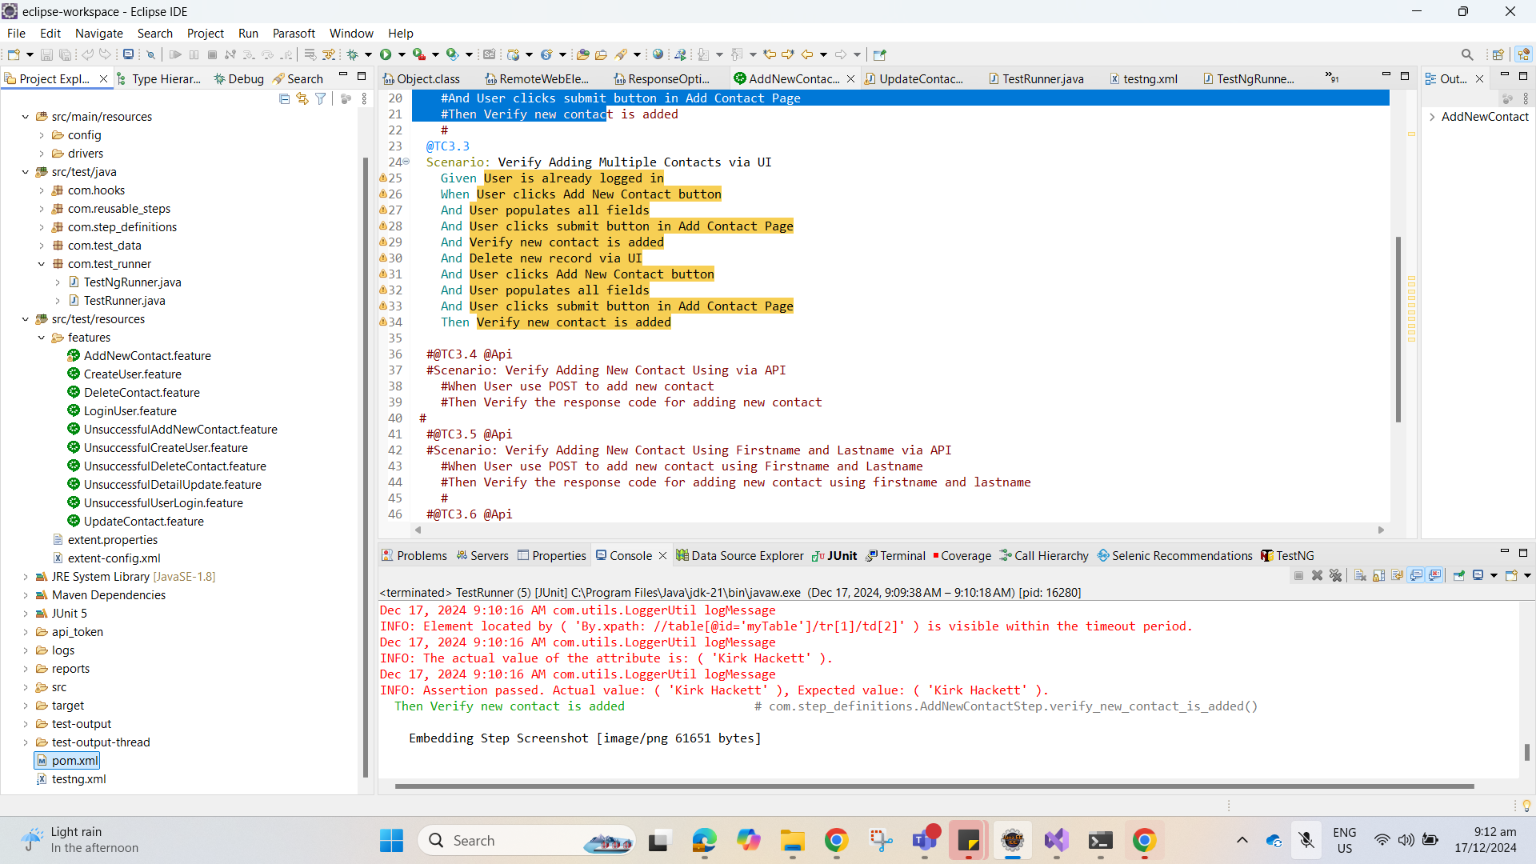 eclipse-workspace - Eclipse IDE
File Edit Navigate Search Project Run Parasoft Window Help
Project Expl... Type Hierar... Debug Search
Object.class RemoteWebEle... ResponseOpti... AddNewContac... UpdateContac... TestRunner.java testng.xml TestNgRunne... »91
Out...
src/main/resources
config
drivers
src/test/java
com.hooks
com.reusable_steps
com.step_definitions
com.test_data
com.test_runner
TestNgRunner.java
TestRunner.java
src/test/resources
features
AddNewContact.feature
CreateUser.feature
DeleteContact.feature
LoginUser.feature
UnsuccessfulAddNewContact.feature
UnsuccessfulCreateUser.feature
UnsuccessfulDeleteContact.feature
UnsuccessfulDetailUpdate.feature
UnsuccessfulUserLogin.feature
UpdateContact.feature
extent.properties
extent-config.xml
JRE System Library [JavaSE-1.8]
Maven Dependencies
JUnit 5
api_token
logs
reports
src
target
test-output
test-output-thread
pom.xml
testng.xml
20 #And User clicks submit button in Add Contact Page
21 #Then Verify new contact is added
22 #
23 @TC3.3
24 Scenario: Verify Adding Multiple Contacts via UI
25 Given User is already logged in
26 When User clicks Add New Contact button
27 And User populates all fields
28 And User clicks submit button in Add Contact Page
29 And Verify new contact is added
30 And Delete new record via UI
31 And User clicks Add New Contact button
32 And User populates all fields
33 And User clicks submit button in Add Contact Page
34 Then Verify new contact is added
35
36 #@TC3.4 @Api
37 #Scenario: Verify Adding New Contact Using via API
38 #When User use POST to add new contact
39 #Then Verify the response code for adding new contact
40 #
41 #@TC3.5 @Api
42 #Scenario: Verify Adding New Contact Using Firstname and Lastname via API
43 #When User use POST to add new contact using Firstname and Lastname
44 #Then Verify the response code for adding new contact using firstname and lastname
45 #
46 #@TC3.6 @Api
AddNewContact
Problems Servers Properties Console Data Source Explorer JUnit Terminal Coverage Call Hierarchy Selenic Recommendations TestNG
<terminated> TestRunner (5) [JUnit] C:\Program Files\Java\jdk-21\bin\javaw.exe (Dec 17, 2024, 9:09:38 AM – 9:10:18 AM) [pid: 16280]
Dec 17, 2024 9:10:16 AM com.utils.LoggerUtil logMessage
INFO: Element located by ( 'By.xpath: //table[@id='myTable']/tr[1]/td[2]' ) is visible within the timeout period.
Dec 17, 2024 9:10:16 AM com.utils.LoggerUtil logMessage
INFO: The actual value of the attribute is: ( 'Kirk Hackett' ).
Dec 17, 2024 9:10:16 AM com.utils.LoggerUtil logMessage
INFO: Assertion passed. Actual value: ( 'Kirk Hackett' ), Expected value: ( 'Kirk Hackett' ).
Then Verify new contact is added # com.step_definitions.AddNewContactStep.verify_new_contact_is_added()
Embedding Step Screenshot [image/png 61651 bytes]
Light rain
In the afternoon
Search
ENG
US
9:12 am
17/12/2024